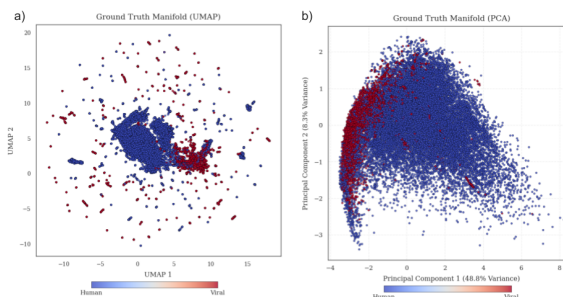 a)
Ground Truth Manifold (UMAP)
20
15
10
5
0
−5
−10
UMAP 2
−10
−5
0
5
10
15
UMAP 1
Human
Viral
b)
Ground Truth Manifold (PCA)
2
1
0
−1
−2
−3
Principal Component 2 (8.3% Variance)
−4
−2
0
2
4
6
8
Principal Component 1 (48.8% Variance)
Human
Viral